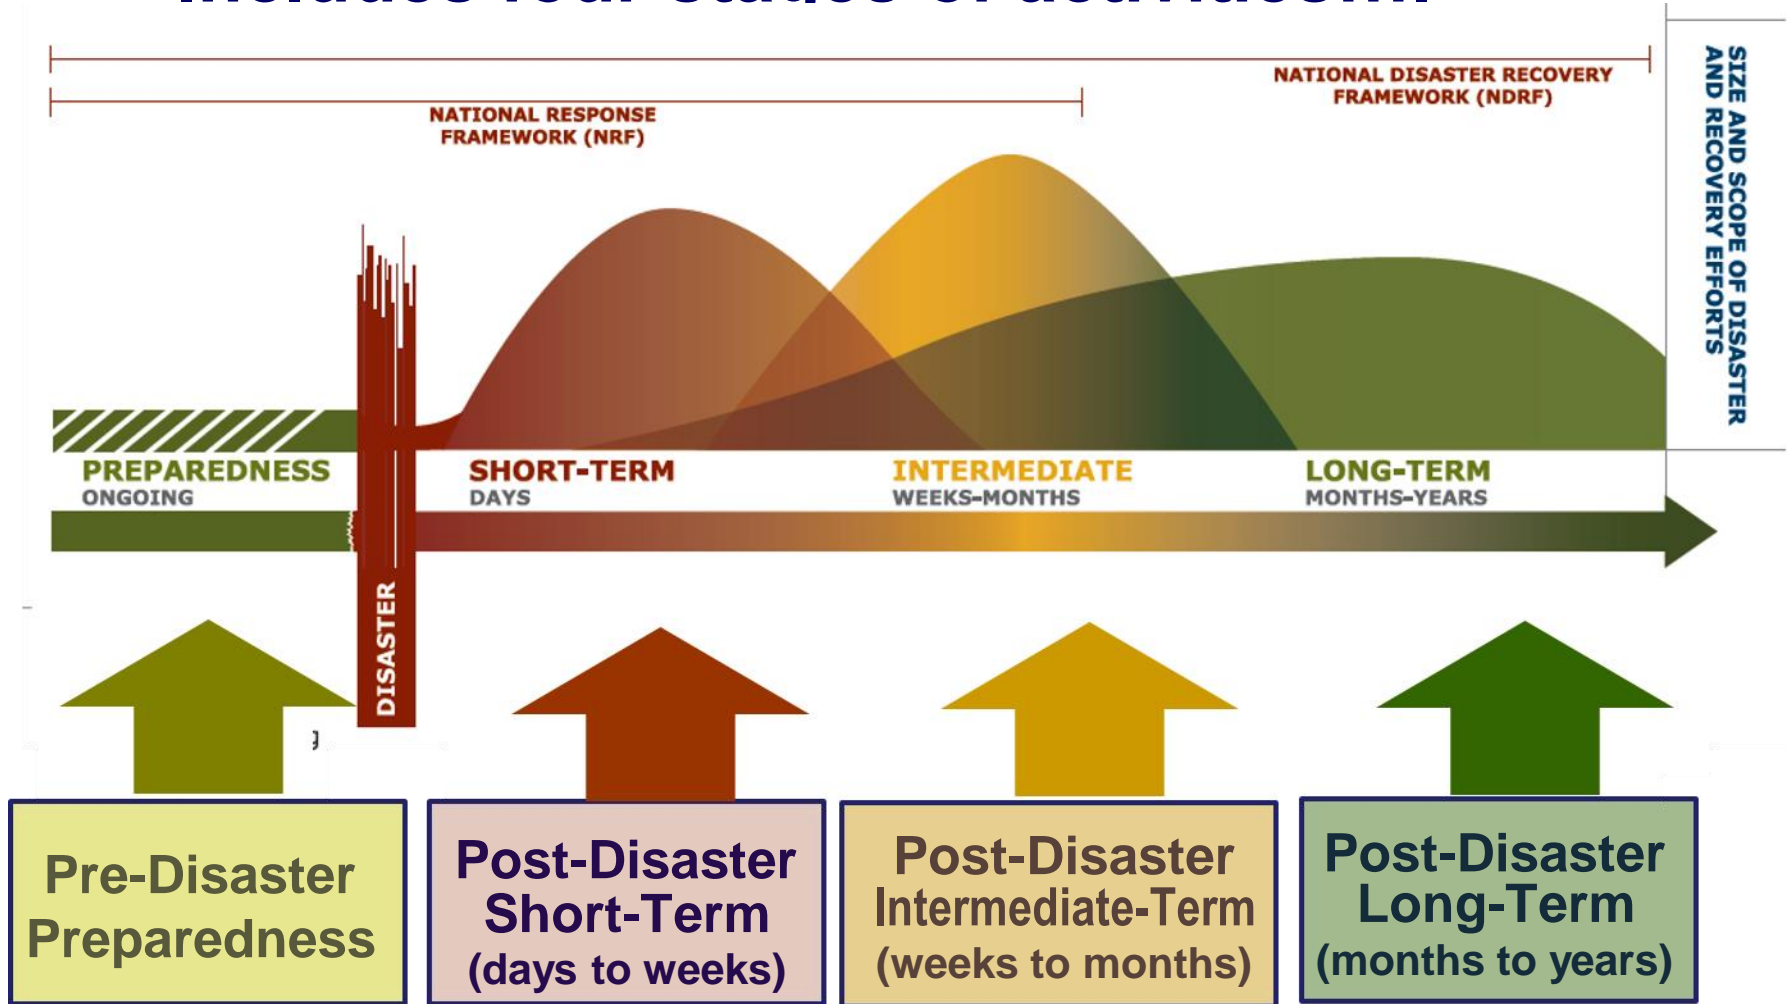 NATIONAL DISASTER RECOVERY
FRAMEWORK (NDRF)
NATIONAL RESPONSE
FRAMEWORK (NRF)
SIZE AND SCOPE OF DISASTER
AND RECOVERY EFFORTS
PREPAREDNESS
ONGOING
SHORT-TERM
DAYS
INTERMEDIATE
WEEKS-MONTHS
LONG-TERM
MONTHS-YEARS
DISASTER
Pre-Disaster
Preparedness
Post-Disaster
Short-Term
(days to weeks)
Post-Disaster
Intermediate-Term
(weeks to months)
Post-Disaster
Long-Term
(months to years)